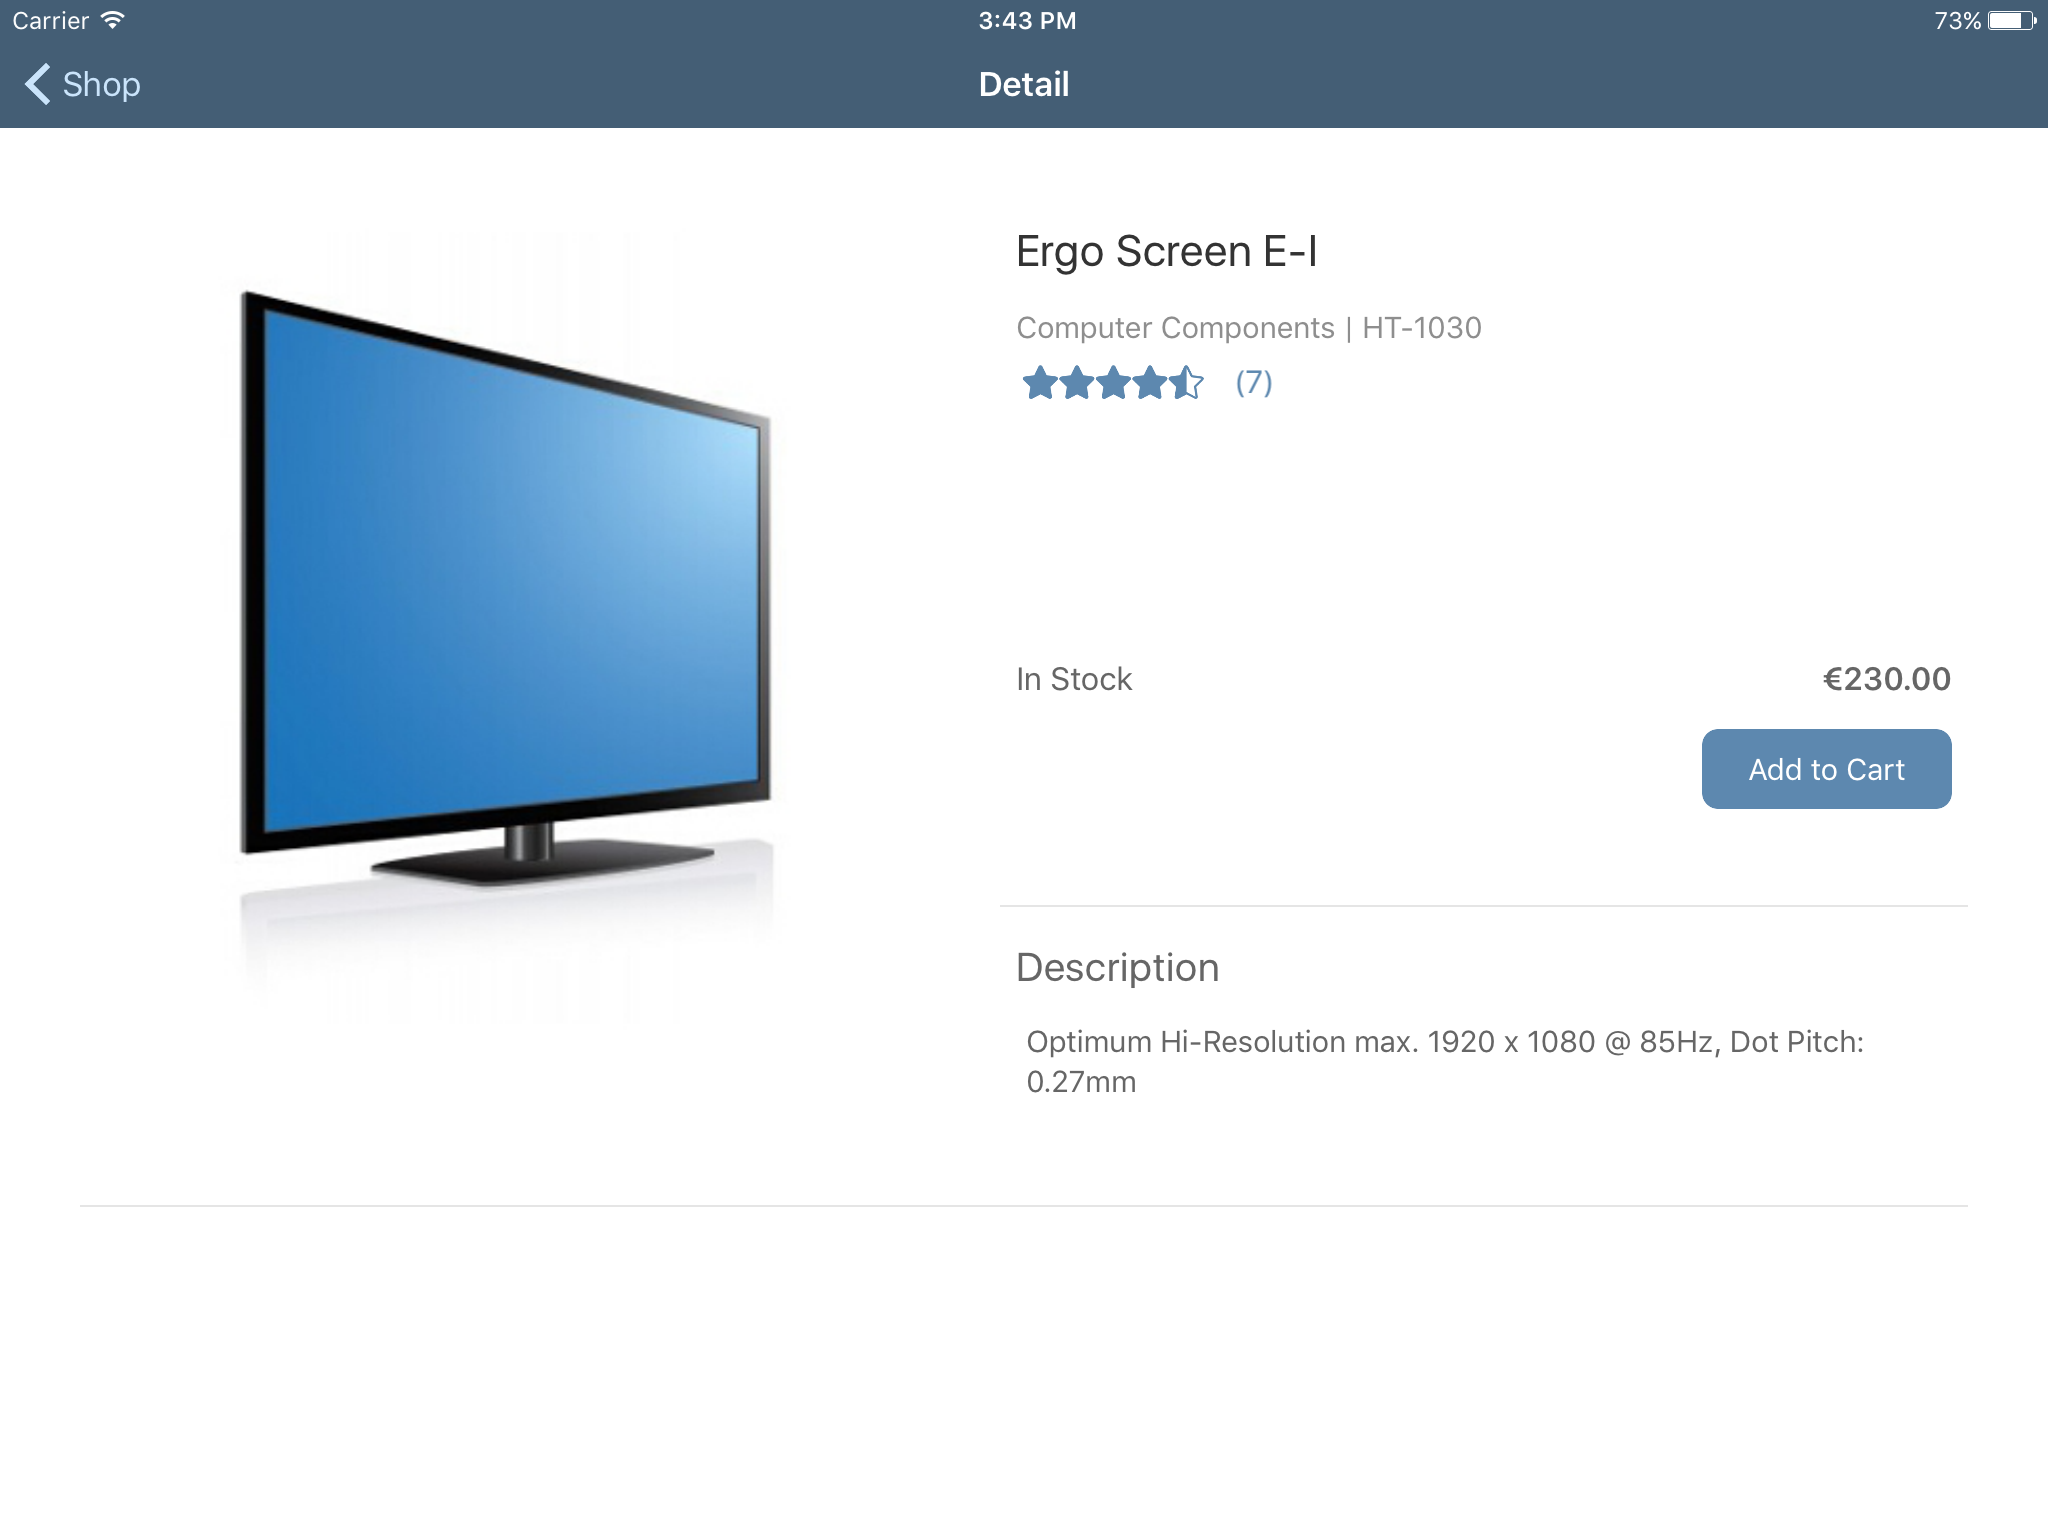 Carrier 3:43 PM 73%
Shop Detail
Ergo Screen E-I
Computer Components | HT-1030
(7)
In Stock €230.00
Add to Cart
Description
Optimum Hi-Resolution max. 1920 x 1080 @ 85Hz, Dot Pitch:
0.27mm